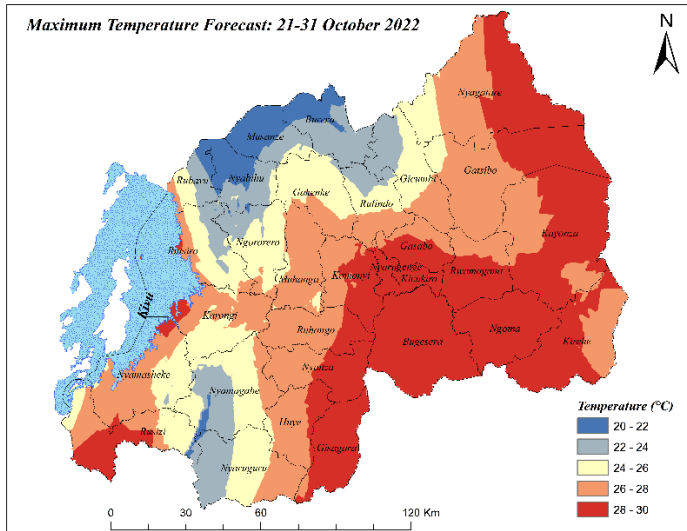 Maximum Temperature Forecast: 21-31 October 2022
N
Nyagatare
Burera
Musanze
Rubavu
Nyabihu
Gicumbi
Gatsibo
Gakenke
Rulindo
Ngororero
Rutsiro
Kayonza
Gasabo
Muhanga
Kamonyi
Nyarugenge
Rwamagana
Kicukiro
Kivu
Karongi
Ruhango
Bugesera
Ngoma
Kirehe
Nyanza
Nyamasheke
Nyamagabe
Huye
Rusizi
Gisagara
Nyaruguru
Temperature (°C)
20 - 22
22 - 24
24 - 26
26 - 28
28 - 30
0 30 60 120 Km